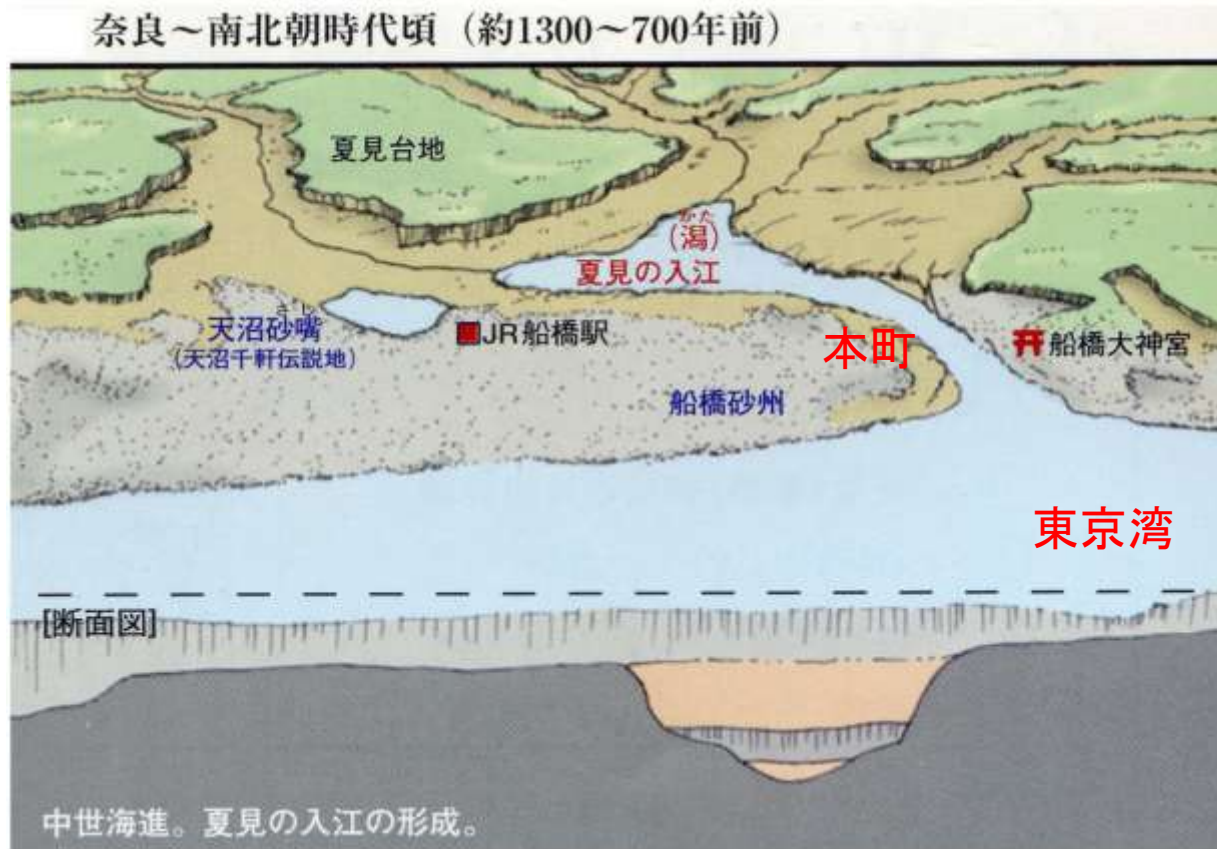 奈良～南北朝時代頃（約1300～700年前）
夏見台地
かた
(潟)
夏見の入江
さし
天沼砂嘴
(天沼千軒伝説地)
JR船橋駅
本町
船橋大神宮
船橋砂州
東京湾
[断面図]
中世海進。夏見の入江の形成。